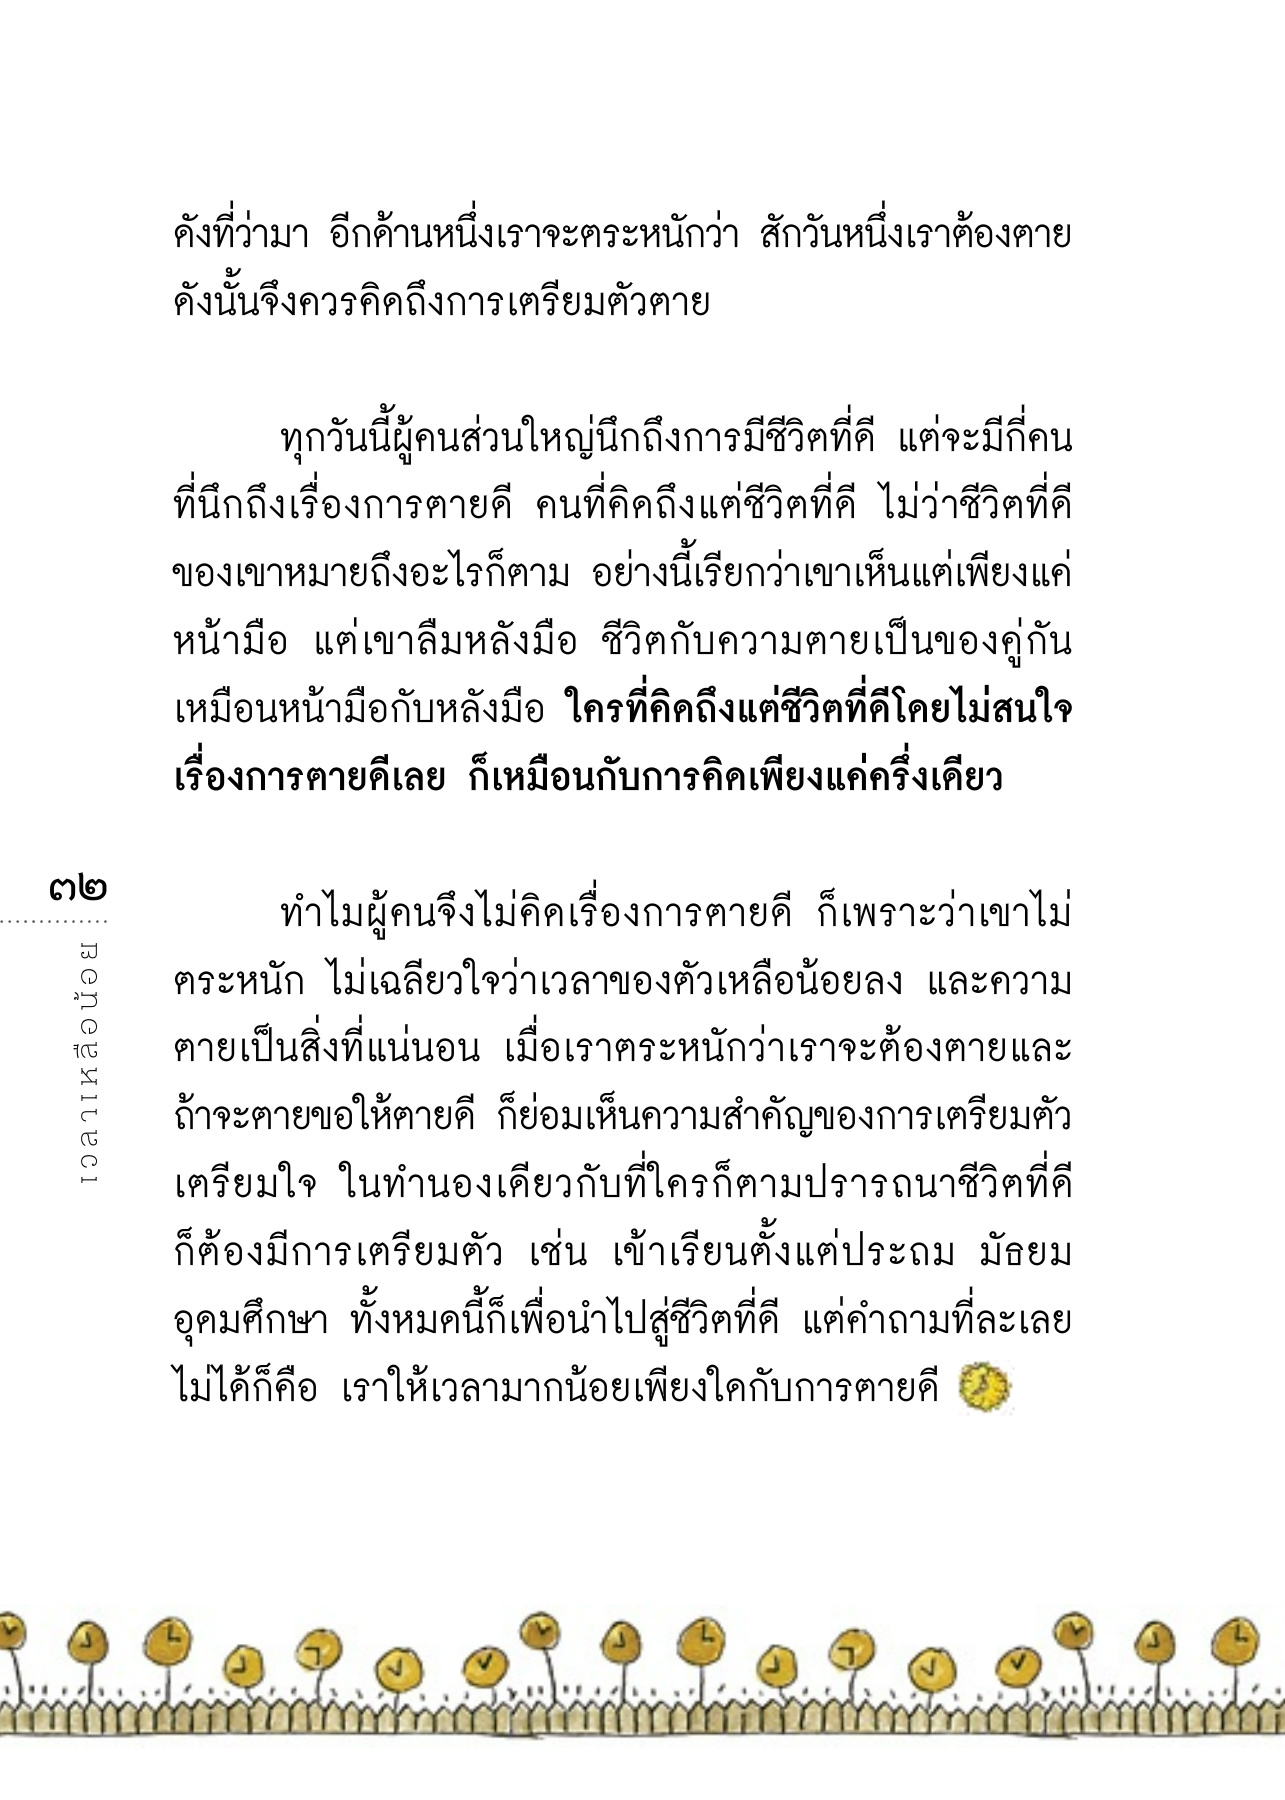 ดังที่ว่ามา อีกด้านหนึ่งเราจะตระหนักว่า สักวันหนึ่งเราต้องตาย
ดังนั้นจึงควรคิดถึงการเตรียมตัวตาย
ทุกวันนี้ผู้คนส่วนใหญ่นึกถึงการมีชีวิตที่ดี แต่จะมีกี่คน
ที่นึกถึงเรื่องการตายดี คนที่คิดถึงแต่ชีวิตที่ดี ไม่ว่าชีวิตที่ดี
ของเขาหมายถึงอะไรก็ตาม อย่างนี้เรียกว่าเขาเห็นแต่เพียงแค่
หน้ามือ แต่เขาลืมหลังมือ ชีวิตกับความตายเป็นของคู่กัน
เหมือนหน้ามือกับหลังมือ ใครที่คิดถึงแต่ชีวิตที่ดีโดยไม่สนใจ
เรื่องการตายดีเลย ก็เหมือนกับการคิดเพียงแค่ครึ่งเดียว
ทำไมผู้คนจึงไม่คิดเรื่องการตายดี ก็เพราะว่าเขาไม่
ตระหนัก ไม่เฉลียวใจว่าเวลาของตัวเหลือน้อยลง และความ
ตายเป็นสิ่งที่แน่นอน เมื่อเราตระหนักว่าเราจะต้องตายและ
ถ้าจะตายขอให้ตายดี ก็ย่อมเห็นความสำคัญของการเตรียมตัว
เตรียมใจ ในทำนองเดียวกับที่ใครก็ตามปรารถนาชีวิตที่ดี
ก็ต้องมีการเตรียมตัว เช่น เข้าเรียนตั้งแต่ประถม มัธยม
อุดมศึกษา ทั้งหมดนี้ก็เพื่อนำไปสู่ชีวิตที่ดี แต่คำถามที่ละเลย
ไม่ได้ก็คือ เราให้เวลามากน้อยเพียงใดกับการตายดี
๓๒
เวลาเหลือน้อย